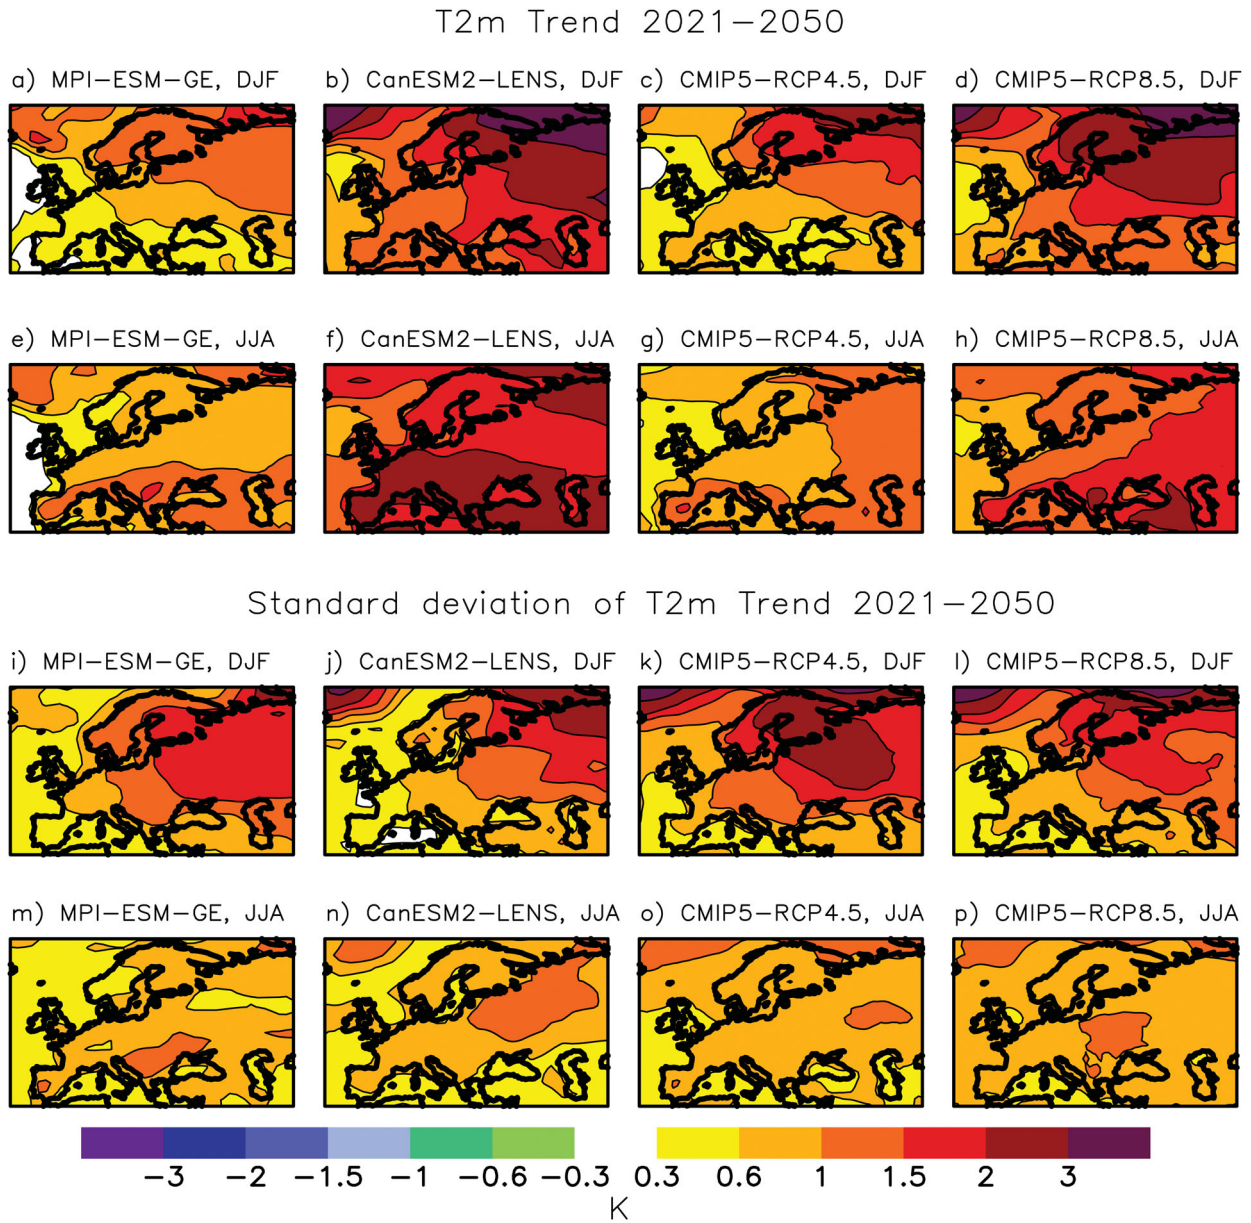 T2m Trend 2021−2050
a) MPI−ESM−GE, DJF b) CanESM2−LENS, DJF c) CMIP5−RCP4.5, DJF d) CMIP5−RCP8.5, DJF
e) MPI−ESM−GE, JJA f) CanESM2−LENS, JJA g) CMIP5−RCP4.5, JJA h) CMIP5−RCP8.5, JJA
Standard deviation of T2m Trend 2021−2050
i) MPI−ESM−GE, DJF j) CanESM2−LENS, DJF k) CMIP5−RCP4.5, DJF l) CMIP5−RCP8.5, DJF
m) MPI−ESM−GE, JJA n) CanESM2−LENS, JJA o) CMIP5−RCP4.5, JJA p) CMIP5−RCP8.5, JJA
−3 −2 −1.5 −1 −0.6 −0.3 0.3 0.6 1 1.5 2 3
K